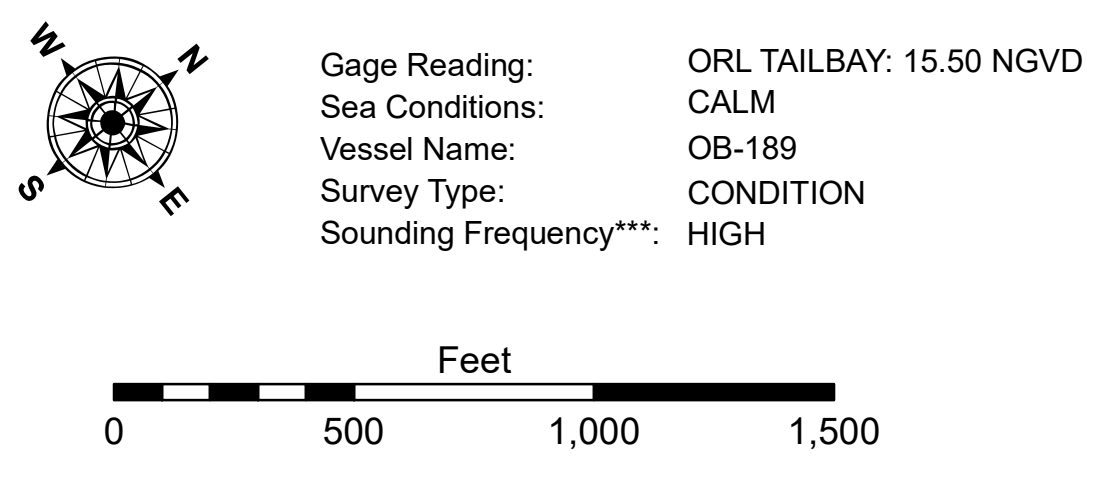 W
N
S
E
Gage Reading: ORL TAILBAY: 15.50 NGVD
Sea Conditions: CALM
Vessel Name: OB-189
Survey Type: CONDITION
Sounding Frequency***: HIGH
Feet
0 500 1,000 1,500